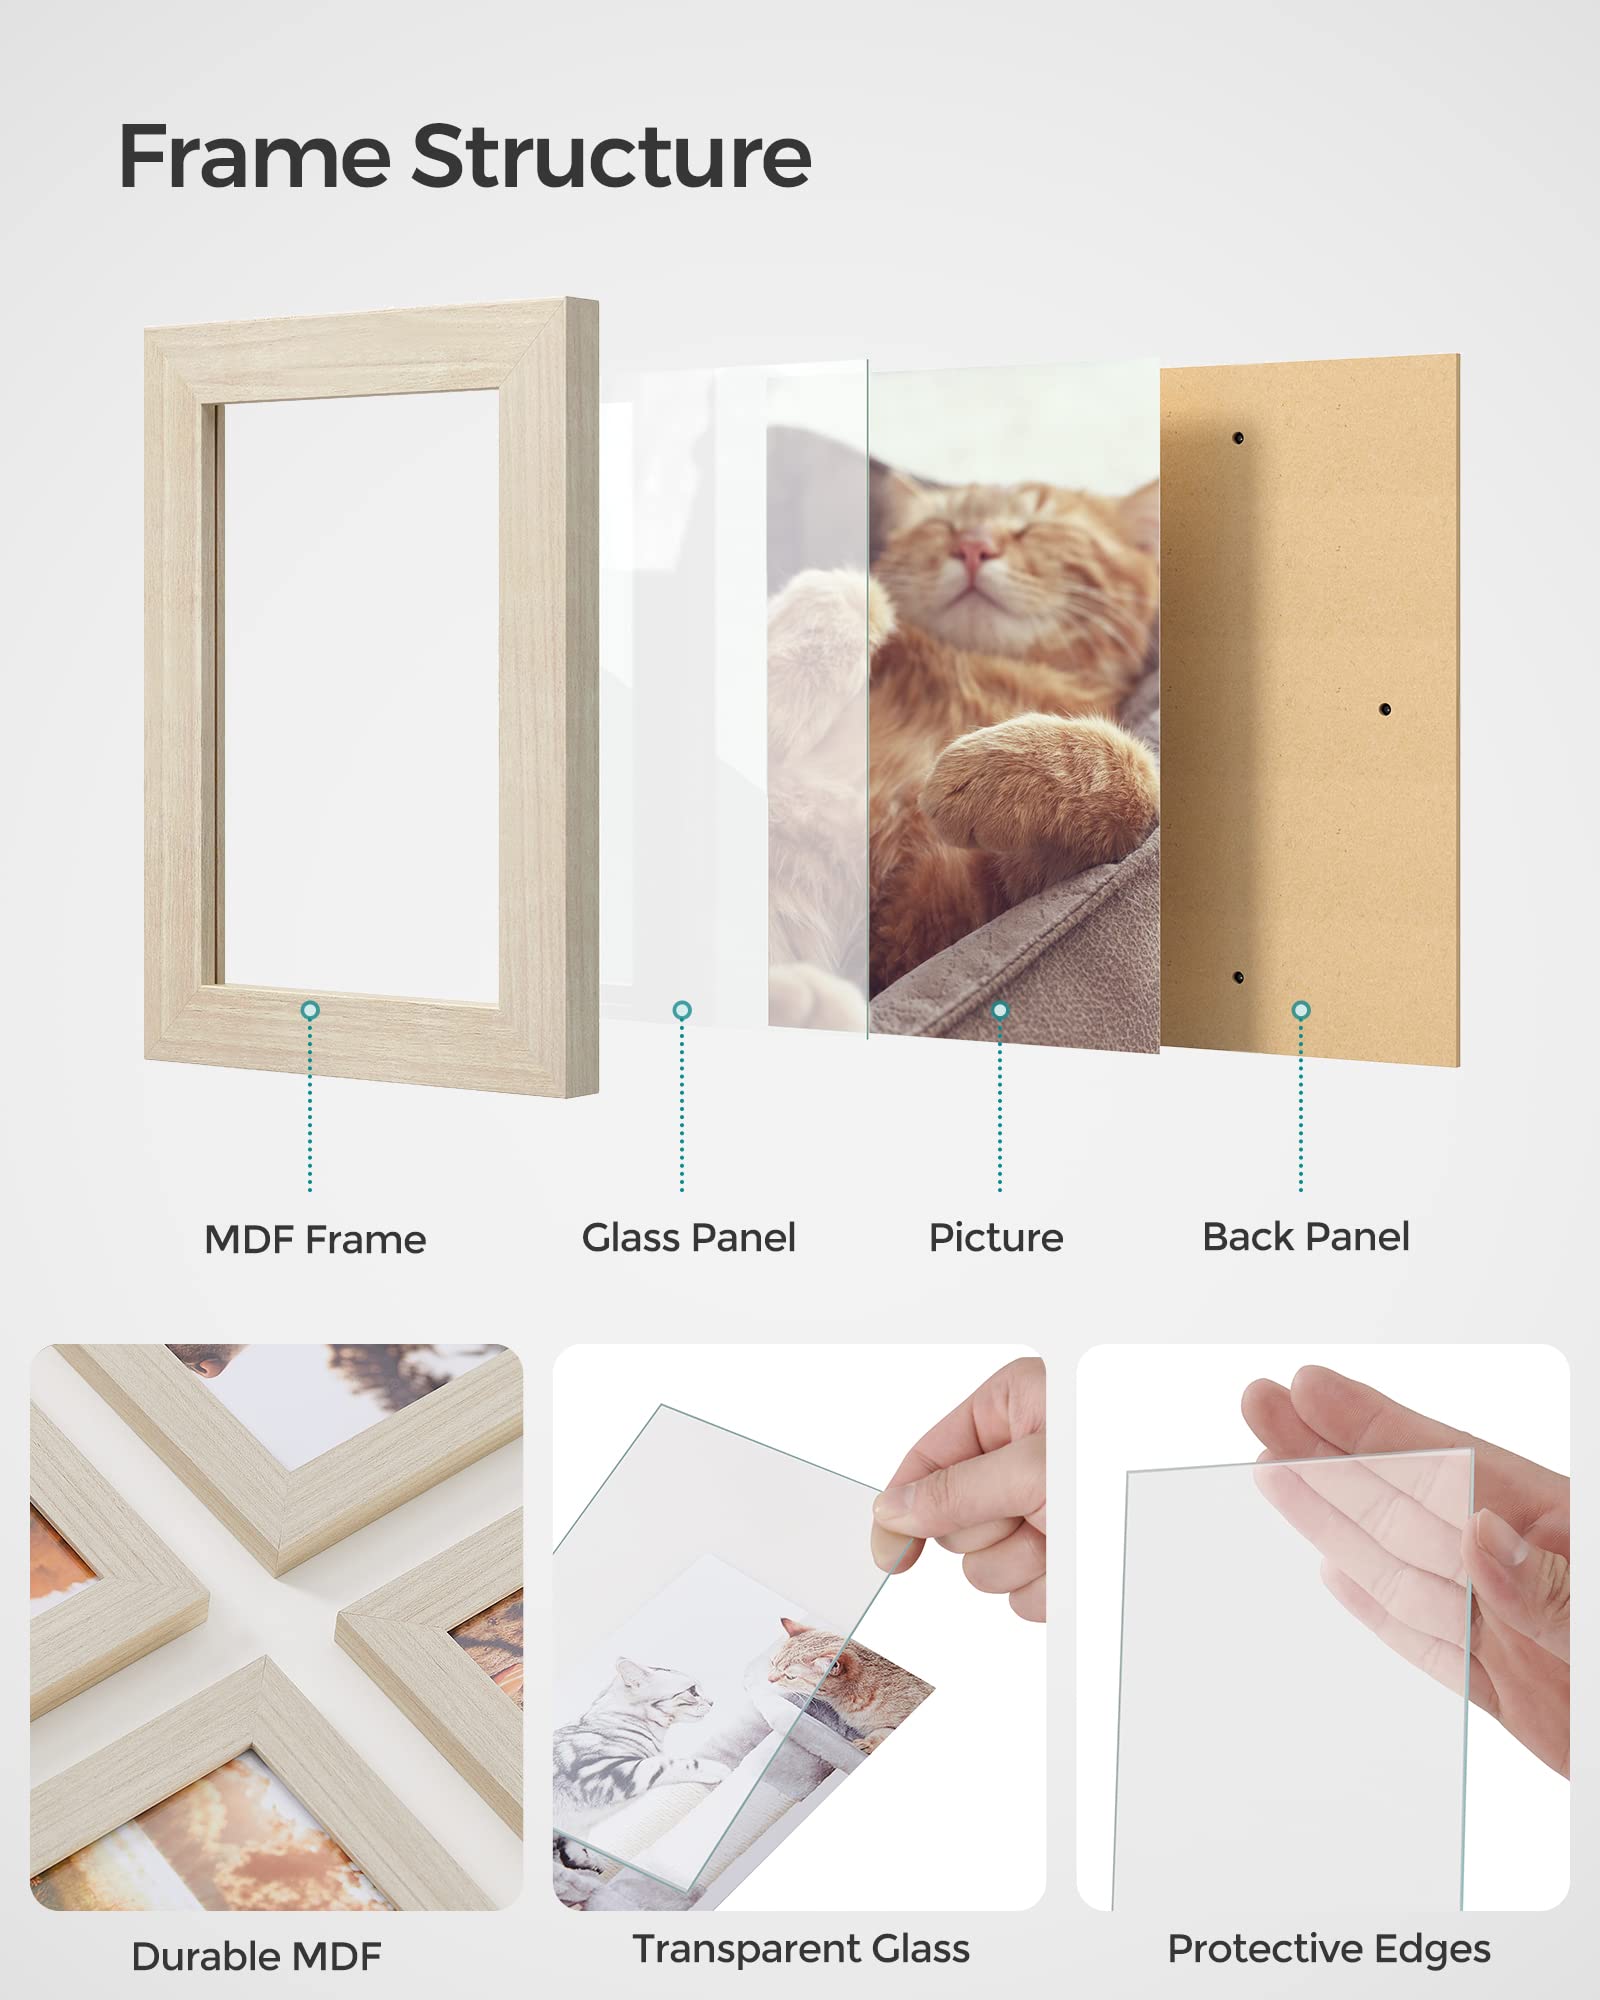 Frame Structure
MDF Frame
Glass Panel
Picture
Back Panel
Durable MDF
Transparent Glass
Protective Edges